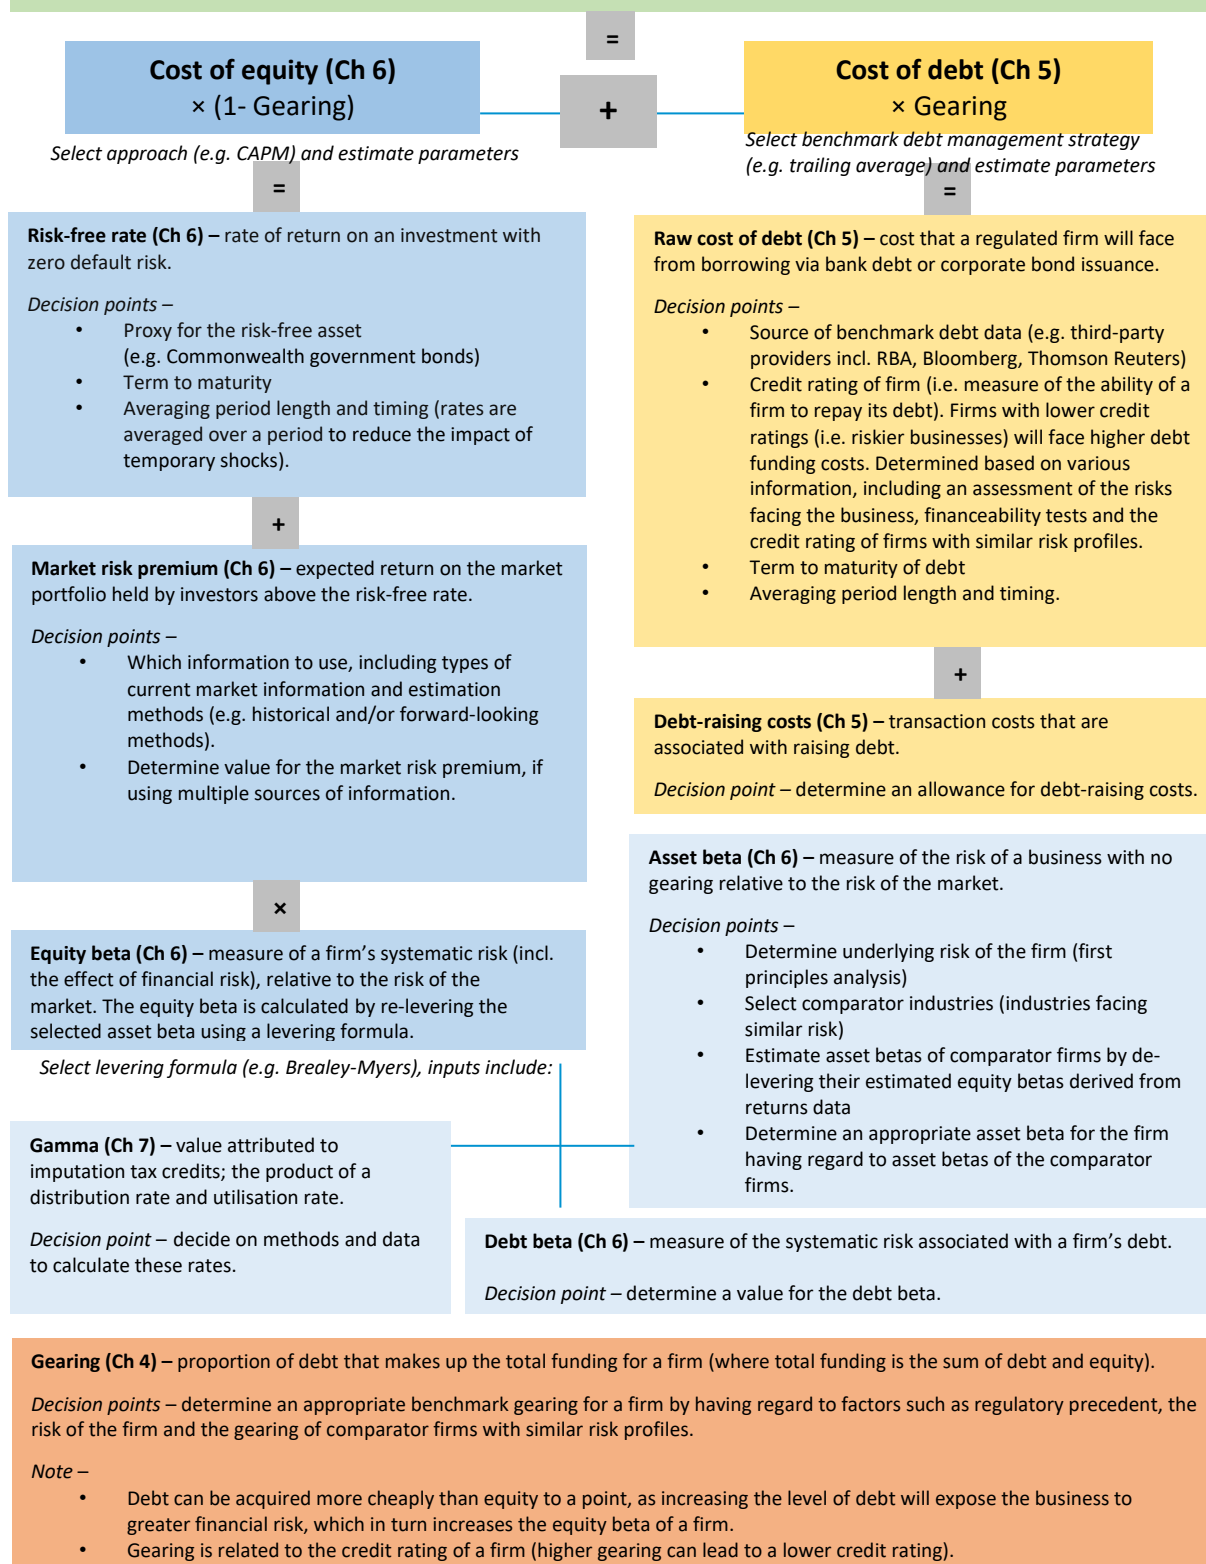 =
Cost of equity (Ch 6)
× (1- Gearing)
+
Cost of debt (Ch 5)
× Gearing
Select approach (e.g. CAPM) and estimate parameters
Select benchmark debt management strategy
(e.g. trailing average) and estimate parameters
=
=
Risk-free rate (Ch 6) – rate of return on an investment with
zero default risk.
Decision points –
• Proxy for the risk-free asset
(e.g. Commonwealth government bonds)
• Term to maturity
• Averaging period length and timing (rates are
averaged over a period to reduce the impact of
temporary shocks).
+
Market risk premium (Ch 6) – expected return on the market
portfolio held by investors above the risk-free rate.
Decision points –
• Which information to use, including types of
current market information and estimation
methods (e.g. historical and/or forward-looking
methods).
• Determine value for the market risk premium, if
using multiple sources of information.
×
Equity beta (Ch 6) – measure of a firm’s systematic risk (incl.
the effect of financial risk), relative to the risk of the
market. The equity beta is calculated by re-levering the
selected asset beta using a levering formula.
Select levering formula (e.g. Brealey-Myers), inputs include:
Raw cost of debt (Ch 5) – cost that a regulated firm will face
from borrowing via bank debt or corporate bond issuance.
Decision points –
• Source of benchmark debt data (e.g. third-party
providers incl. RBA, Bloomberg, Thomson Reuters)
• Credit rating of firm (i.e. measure of the ability of a
firm to repay its debt). Firms with lower credit
ratings (i.e. riskier businesses) will face higher debt
funding costs. Determined based on various
information, including an assessment of the risks
facing the business, financeability tests and the
credit rating of firms with similar risk profiles.
• Term to maturity of debt
• Averaging period length and timing.
+
Debt-raising costs (Ch 5) – transaction costs that are
associated with raising debt.
Decision point – determine an allowance for debt-raising costs.
Asset beta (Ch 6) – measure of the risk of a business with no
gearing relative to the risk of the market.
Decision points –
• Determine underlying risk of the firm (first
principles analysis)
• Select comparator industries (industries facing
similar risk)
• Estimate asset betas of comparator firms by de-
levering their estimated equity betas derived from
returns data
• Determine an appropriate asset beta for the firm
having regard to asset betas of the comparator
firms.
Gamma (Ch 7) – value attributed to
imputation tax credits; the product of a
distribution rate and utilisation rate.
Decision point – decide on methods and data
to calculate these rates.
Debt beta (Ch 6) – measure of the systematic risk associated with a firm’s debt.
Decision point – determine a value for the debt beta.
Gearing (Ch 4) – proportion of debt that makes up the total funding for a firm (where total funding is the sum of debt and equity).
Decision points – determine an appropriate benchmark gearing for a firm by having regard to factors such as regulatory precedent, the
risk of the firm and the gearing of comparator firms with similar risk profiles.
Note –
• Debt can be acquired more cheaply than equity to a point, as increasing the level of debt will expose the business to
greater financial risk, which in turn increases the equity beta of a firm.
• Gearing is related to the credit rating of a firm (higher gearing can lead to a lower credit rating).